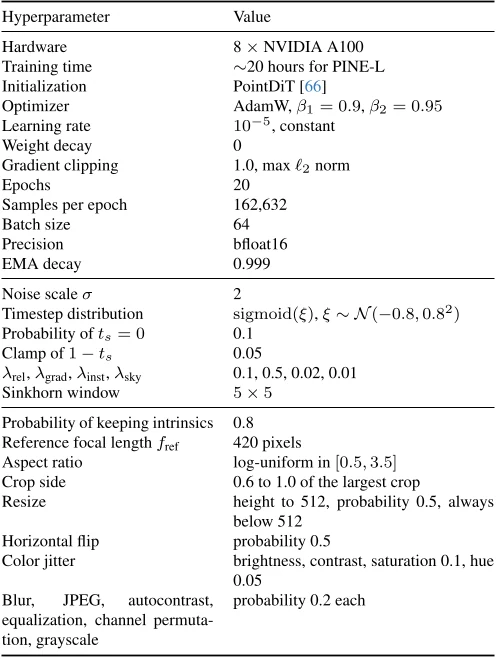 Hyperparameter Value
Hardware 8 × NVIDIA A100
Training time ∼20 hours for PINE-L
Initialization PointDiT [66]
Optimizer AdamW, β₁ = 0.9, β₂ = 0.95
Learning rate 10⁻⁵, constant
Weight decay 0
Gradient clipping 1.0, max ℓ₂ norm
Epochs 20
Samples per epoch 162,632
Batch size 64
Precision bfloat16
EMA decay 0.999
Noise scale σ 2
Timestep distribution sigmoid(ξ), ξ ∼ 𝒩(−0.8, 0.8²)
Probability of tₛ = 0 0.1
Clamp of 1 − tₛ 0.05
λrel, λgrad, λinst, λsky 0.1, 0.5, 0.02, 0.01
Sinkhorn window 5 × 5
Probability of keeping intrinsics 0.8
Reference focal length fref 420 pixels
Aspect ratio log-uniform in [0.5, 3.5]
Crop side 0.6 to 1.0 of the largest crop
Resize height to 512, probability 0.5, always
below 512
Horizontal flip probability 0.5
Color jitter brightness, contrast, saturation 0.1, hue
0.05
Blur, JPEG, autocontrast, probability 0.2 each
equalization, channel permuta-
tion, grayscale